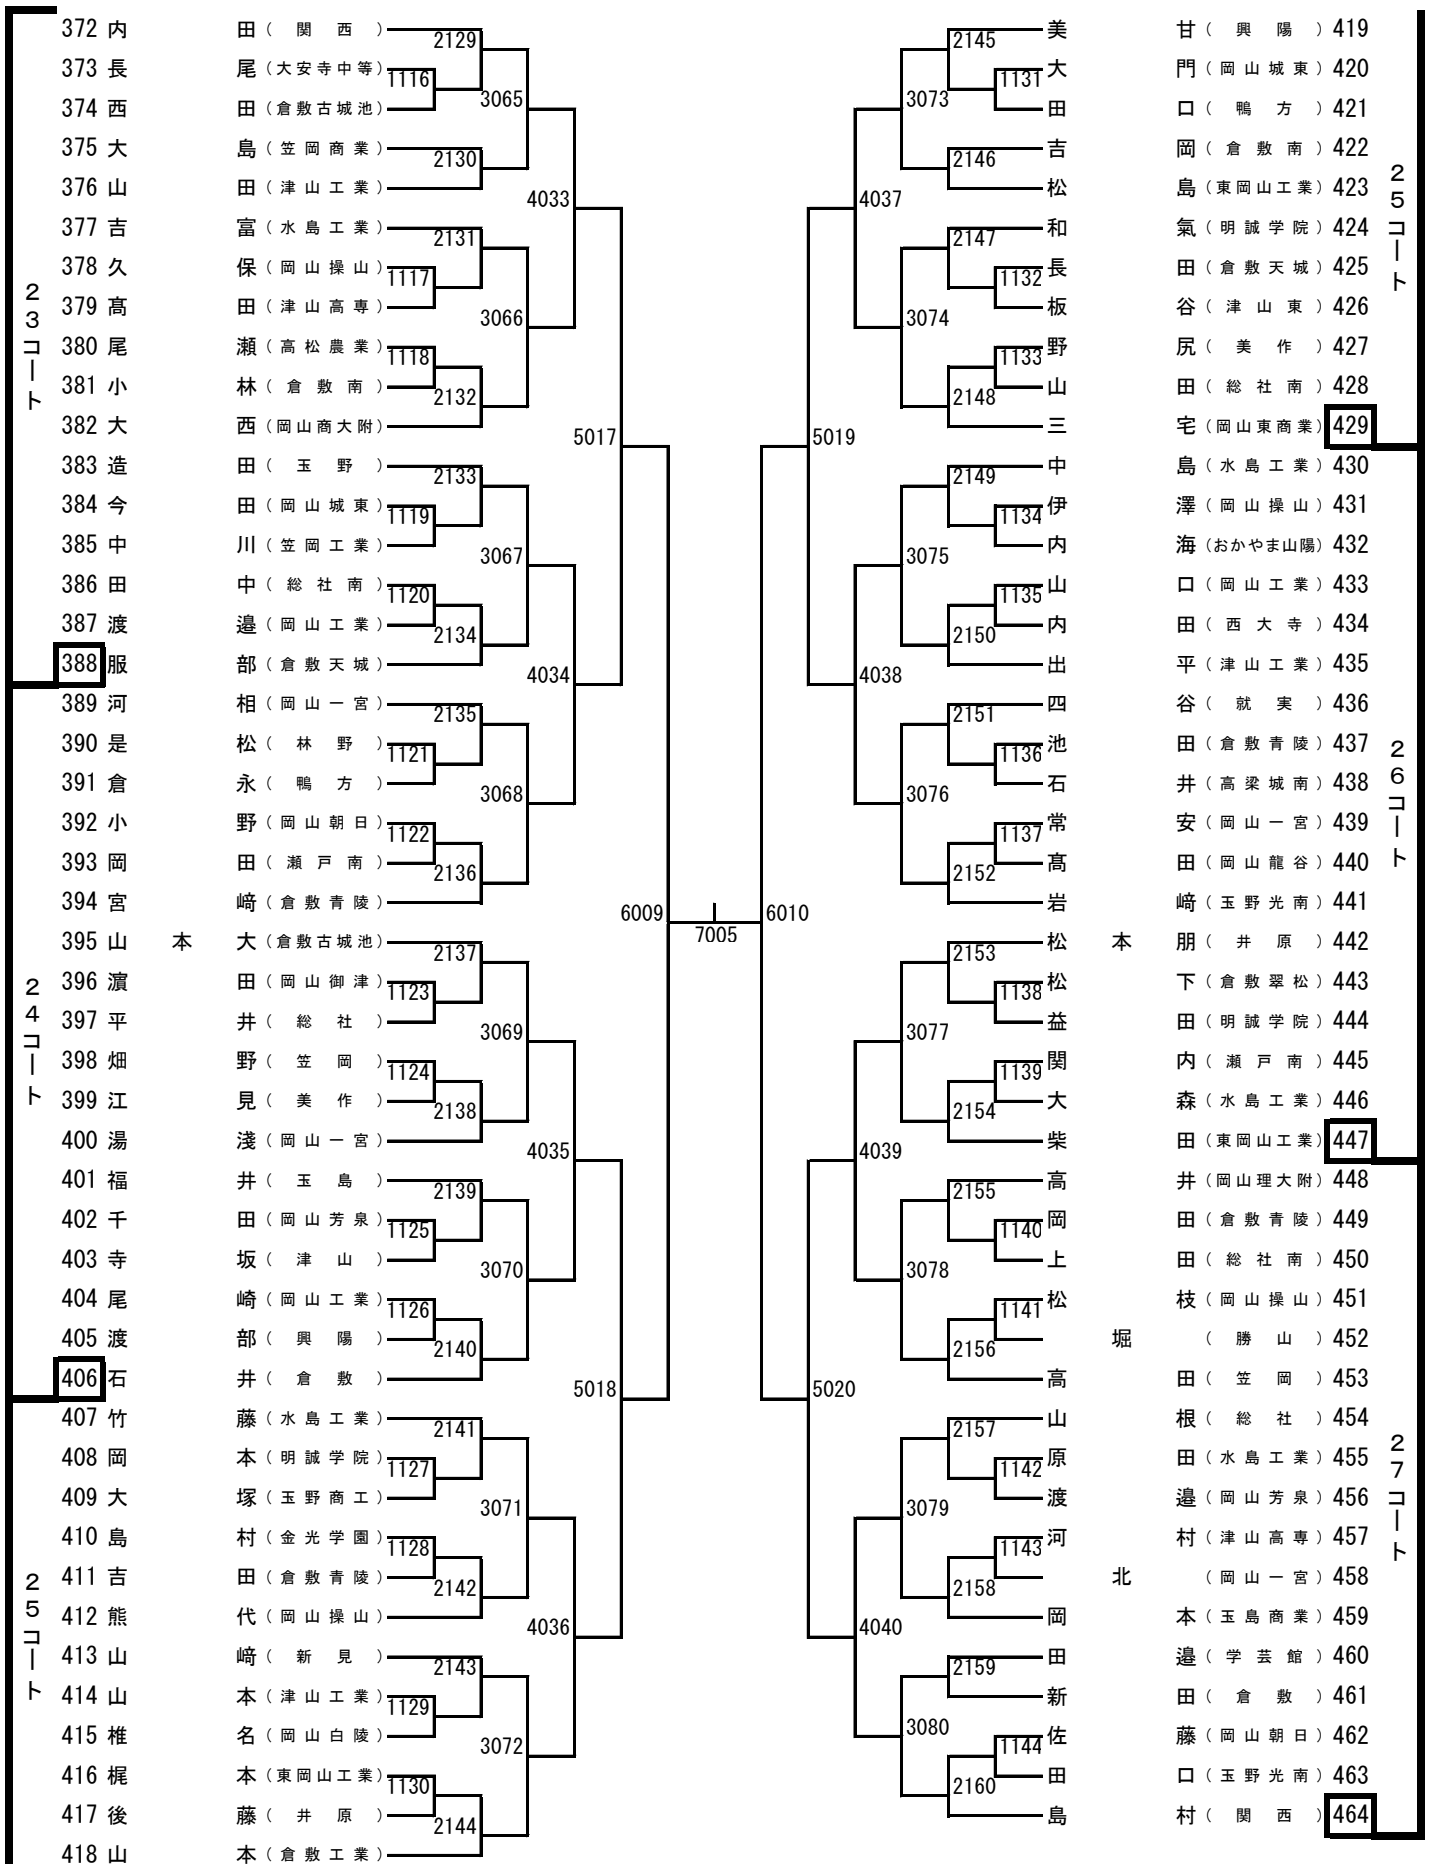 372 内田 (関西)
373 長尾 (大安寺中等)
374 西田 (倉敷古城池)
375 大島 (笠岡商業)
376 山田 (津山工業)
377 吉富 (水島工業)
378 久保 (岡山操山)
379 髙田 (津山高専)
380 尾瀬 (高松農業)
381 小林 (倉敷南)
382 大西 (岡山商大附)
383 造田 (玉野)
384 今田 (岡山城東)
385 中川 (笠岡工業)
386 田中 (総社南)
387 渡邉 (岡山工業)
388 服部 (倉敷天城)
389 河相 (岡山一宮)
390 是松 (林野)
391 倉永 (鴨方)
392 小野 (岡山朝日)
393 岡田 (瀬戸南)
394 宮﨑 (倉敷青陵)
395 山本大 (倉敷古城池)
396 濵田 (岡山御津)
397 平井 (総社)
398 畑野 (笠岡)
399 江見 (美作)
400 湯淺 (岡山一宮)
401 福井 (玉島)
402 千田 (岡山芳泉)
403 寺坂 (津山)
404 尾崎 (岡山工業)
405 渡部 (興陽)
406 石井 (倉敷)
407 竹藤 (水島工業)
408 岡本 (明誠学院)
409 大塚 (玉野商工)
410 島村 (金光学園)
411 吉田 (倉敷青陵)
412 熊代 (岡山操山)
413 山﨑 (新見)
414 山本 (津山工業)
415 椎名 (岡山白陵)
416 梶本 (東岡山工業)
417 後藤 (井原)
418 山本 (倉敷工業)
23コート
24コート
25コート
1116
1117
1118
1119
1120
1121
1122
1123
1124
1125
1126
1127
1128
1129
1130
2129
2130
2131
2132
2133
2134
2135
2136
2137
2138
2139
2140
2141
2142
2143
2144
3065
3066
3067
3068
3069
3070
3071
3072
4033
4034
4035
4036
5017
5018
6009
7005
6010
5019
5020
4037
4038
4039
4040
3073
3074
3075
3076
3077
3078
3079
3080
2145
2146
2147
2148
2149
2150
2151
2152
2153
2154
2155
2156
2157
2158
2159
2160
1131
1132
1133
1134
1135
1136
1137
1138
1139
1140
1141
1142
1143
1144
美甘 (興陽) 419
大門 (岡山城東) 420
田口 (鴨方) 421
吉岡 (倉敷南) 422
松島 (東岡山工業) 423
和氣 (明誠学院) 424
長田 (倉敷天城) 425
板谷 (津山東) 426
野尻 (美作) 427
山田 (総社南) 428
三宅 (岡山東商業) 429
中島 (水島工業) 430
伊澤 (岡山操山) 431
内海 (おかやま山陽) 432
山口 (岡山工業) 433
内田 (西大寺) 434
出平 (津山工業) 435
四谷 (就実) 436
池田 (倉敷青陵) 437
石井 (高梁城南) 438
常安 (岡山一宮) 439
髙田 (岡山龍谷) 440
岩﨑 (玉野光南) 441
松本朋 (井原) 442
松下 (倉敷翠松) 443
益田 (明誠学院) 444
関内 (瀬戸南) 445
大森 (水島工業) 446
柴田 (東岡山工業) 447
高井 (岡山理大附) 448
岡田 (倉敷青陵) 449
上田 (総社南) 450
松枝 (岡山操山) 451
堀 (勝山) 452
高田 (笠岡) 453
山根 (総社) 454
原田 (水島工業) 455
渡邉 (岡山芳泉) 456
河村 (津山高専) 457
北 (岡山一宮) 458
岡本 (玉島商業) 459
田邉 (学芸館) 460
新田 (倉敷) 461
佐藤 (岡山朝日) 462
田口 (玉野光南) 463
島村 (関西) 464
25コート
26コート
27コート